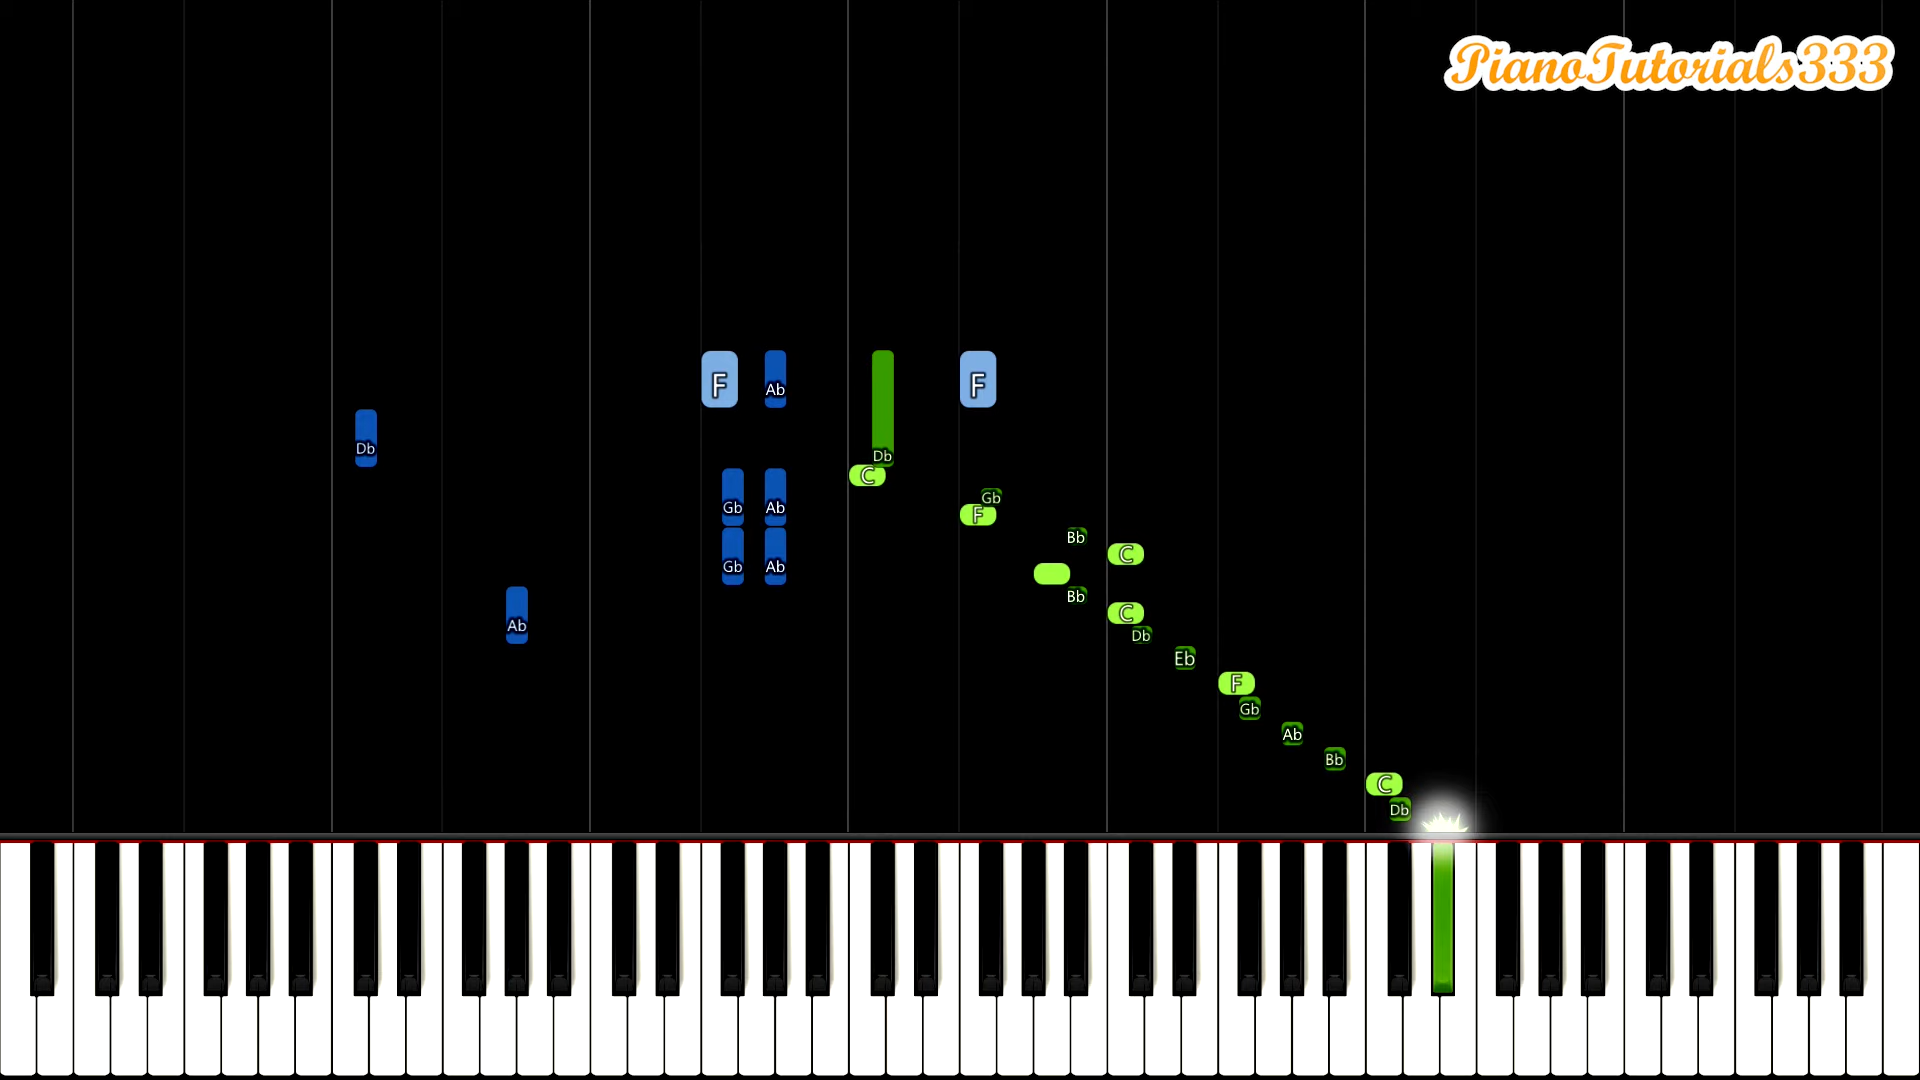 PianoTutorials333
F Ab F
Db
Db
C
Gb Ab Gb
F
Bb
C
Gb Ab
Bb
C
Ab Db
Eb
F
Gb
Ab
Bb
C
Db